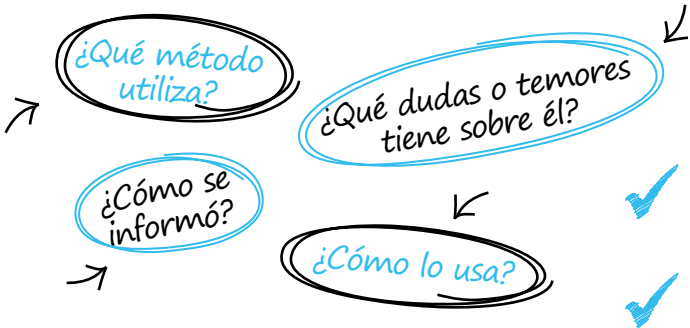 ¿Qué método
utiliza?
¿Qué dudas o temores
tiene sobre él?
¿Cómo se
informó?
¿Cómo lo usa?